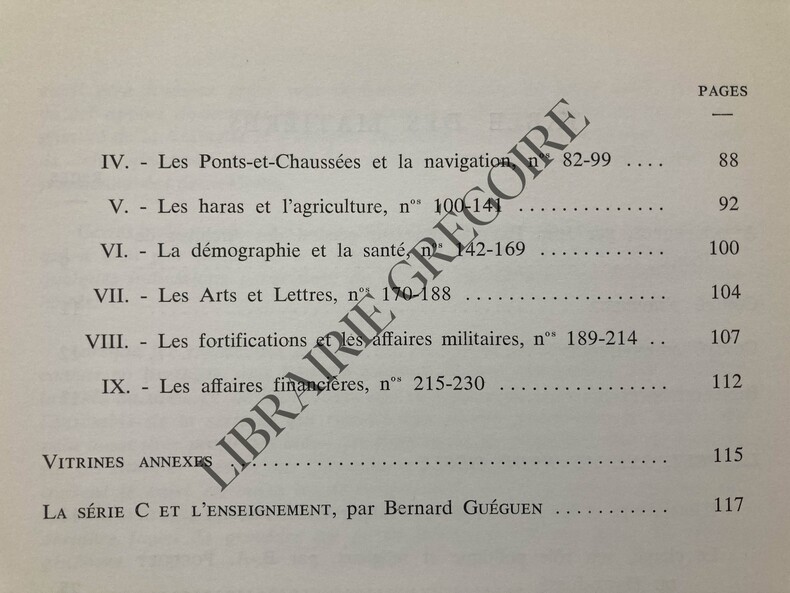 PAGES
IV. - Les Ponts-et-Chaussées et la navigation, nos 82-99 .... 88
V. - Les haras et l'agriculture, nos 100-141 ............... 92
VI. - La démographie et la santé, nos 142-169 ............. 100
VII. - Les Arts et Lettres, nos 170-188 .................... 104
VIII. - Les fortifications et les affaires militaires, nos 189-214 .. 107
IX. - Les affaires financières, nos 215-230 ................. 112
VITRINES ANNEXES ....................................... 115
LA SÉRIE C ET L'ENSEIGNEMENT, par Bernard GUÉGUEN ........... 117
LIBRAIRIE GRÉGOIRE